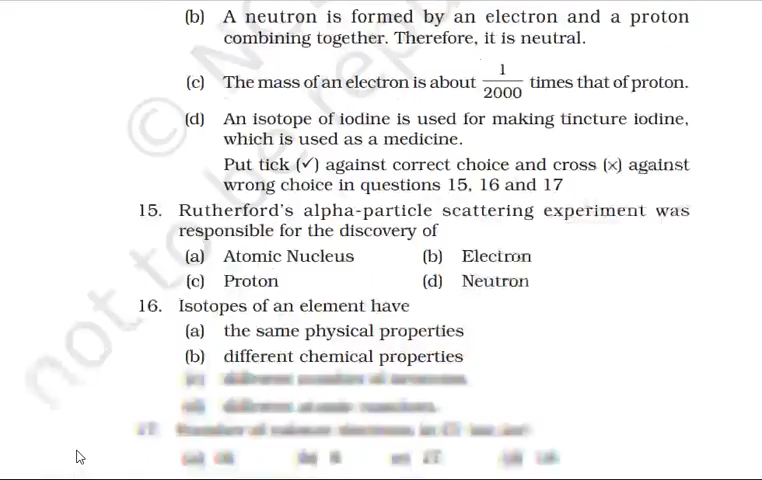 (b) A neutron is formed by an electron and a proton
combining together. Therefore, it is neutral.
(c) The mass of an electron is about 1/2000 times that of proton.
(d) An isotope of iodine is used for making tincture iodine,
which is used as a medicine.
Put tick (✓) against correct choice and cross (×) against
wrong choice in questions 15, 16 and 17
15. Rutherford's alpha-particle scattering experiment was
responsible for the discovery of
(a) Atomic Nucleus (b) Electron
(c) Proton (d) Neutron
16. Isotopes of an element have
(a) the same physical properties
(b) different chemical properties
not to be